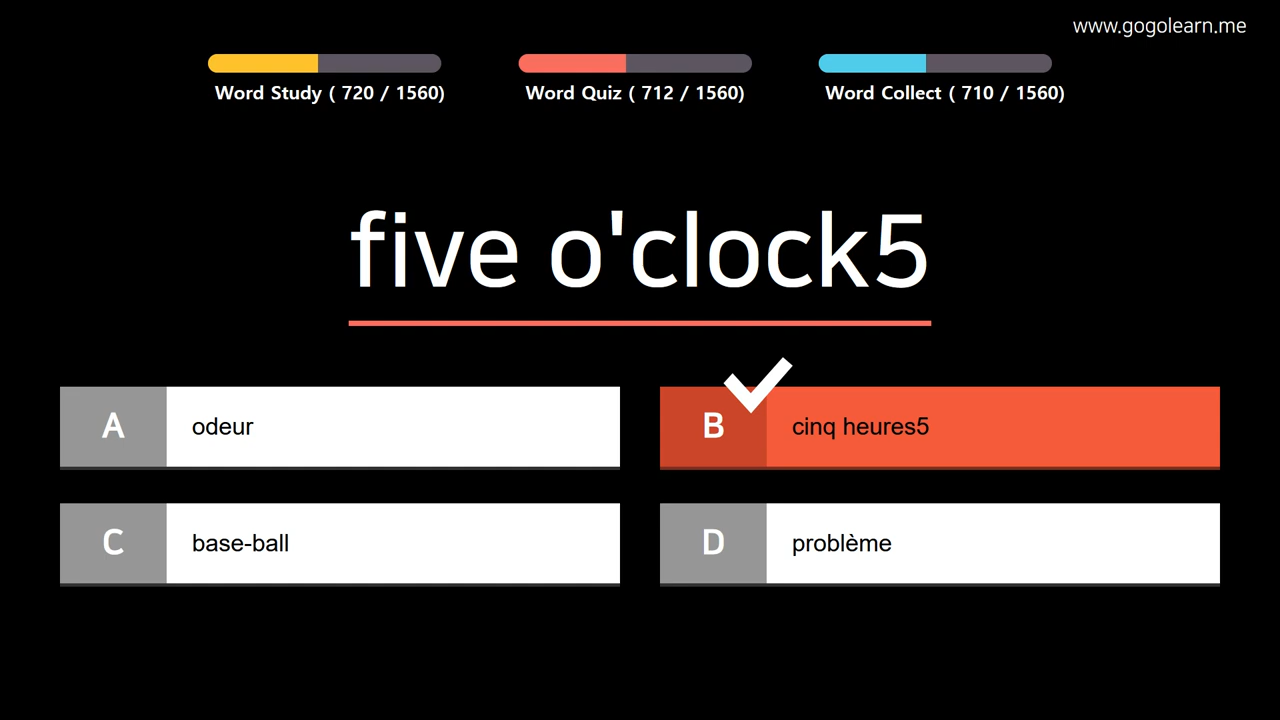 www.gogolearn.me
Word Study ( 720 / 1560)
Word Quiz ( 712 / 1560)
Word Collect ( 710 / 1560)
five o'clock5
A odeur
B cinq heures5
C base-ball
D problème